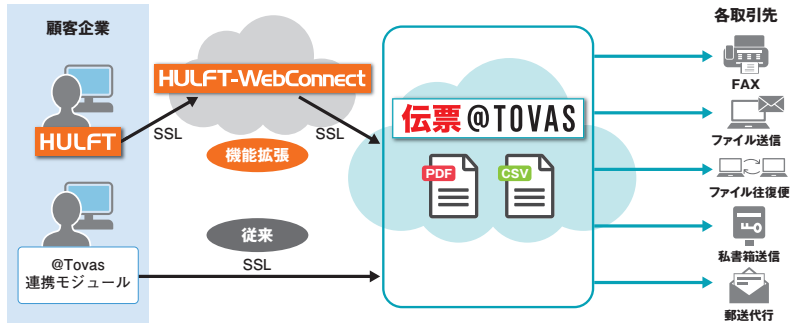 顧客企業
HULFT
HULFT-WebConnect
SSL
SSL
機能拡張
従来
SSL
@Tovas
連携モジュール
伝票@TOVAS
PDF
CSV
各取引先
FAX
ファイル送信
ファイル往復便
私書箱送信
郵送代行